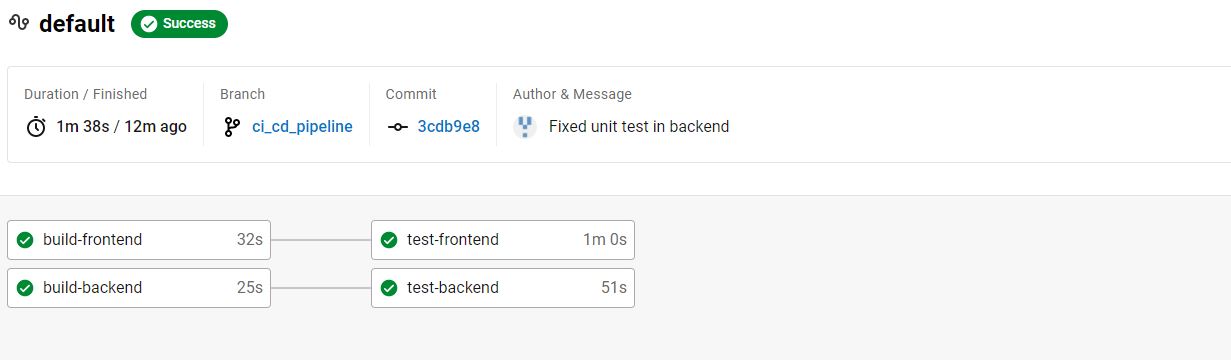 default Success
Duration / Finished Branch Commit Author & Message
1m 38s / 12m ago ci_cd_pipeline 3cdb9e8 Fixed unit test in backend
build-frontend 32s test-frontend 1m 0s
build-backend 25s test-backend 51s